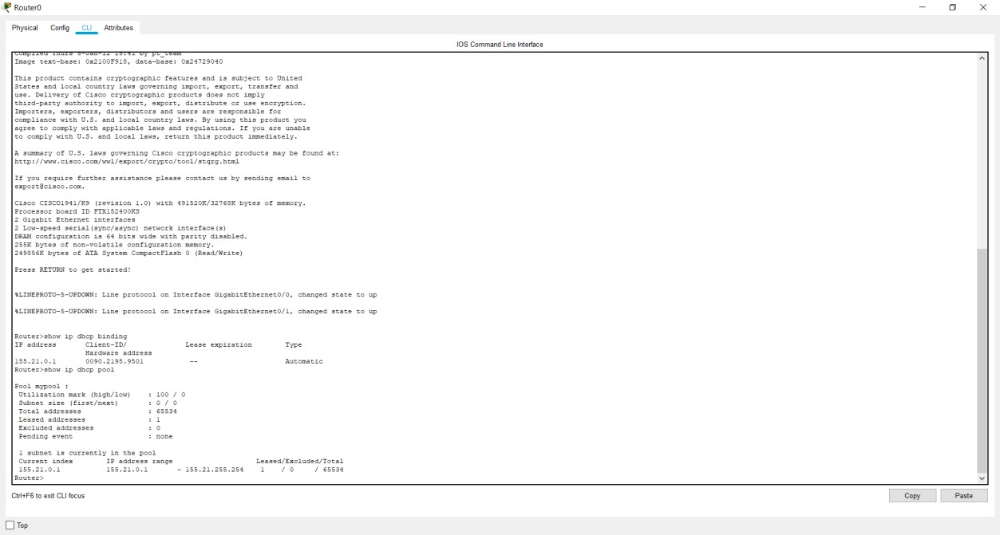 Router0
Physical Config CLI Attributes
IOS Command Line Interface
Compiled Thurs 5-Jan-12 15:41 by pt_team
Image text-base: 0x2100F918, data-base: 0x24729040
This product contains cryptographic features and is subject to United
States and local country laws governing import, export, transfer and
use. Delivery of Cisco cryptographic products does not imply
third-party authority to import, export, distribute or use encryption.
Importers, exporters, distributors and users are responsible for
compliance with U.S. and local country laws. By using this product you
agree to comply with applicable laws and regulations. If you are unable
to comply with U.S. and local laws, return this product immediately.
A summary of U.S. laws governing Cisco cryptographic products may be found at:
http://www.cisco.com/wwl/export/crypto/tool/stqrg.html
If you require further assistance please contact us by sending email to
export@cisco.com.
Cisco CISCO1941/K9 (revision 1.0) with 491520K/32768K bytes of memory.
Processor board ID FTX152400KS
2 Gigabit Ethernet interfaces
2 Low-speed serial(sync/async) network interface(s)
DRAM configuration is 64 bits wide with parity disabled.
255K bytes of non-volatile configuration memory.
249856K bytes of ATA System CompactFlash 0 (Read/Write)
Press RETURN to get started!
%LINEPROTO-5-UPDOWN: Line protocol on Interface GigabitEthernet0/0, changed state to up
%LINEPROTO-5-UPDOWN: Line protocol on Interface GigabitEthernet0/1, changed state to up
Router>show ip dhcp binding
IP address Client-ID/ Lease expiration Type
Hardware address
155.21.0.1 0090.2195.9501 -- Automatic
Router>show ip dhcp pool
Pool mypool :
Utilization mark (high/low) : 100 / 0
Subnet size (first/next) : 0 / 0
Total addresses : 65534
Leased addresses : 1
Excluded addresses : 0
Pending event : none
1 subnet is currently in the pool
Current index IP address range Leased/Excluded/Total
155.21.0.1 155.21.0.1 - 155.21.255.254 1 / 0 / 65534
Router>
Ctrl+F6 to exit CLI focus
Copy Paste
Top